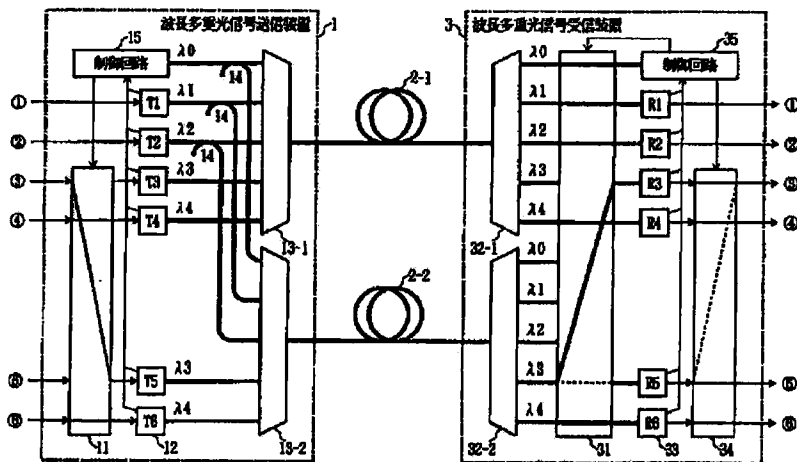 波長多重光信号送信装置 1 3 波長多重光信号受信装置
15 λ0 λ0 35
制御回路 14 2-1 制御回路
① T1 λ1 λ1 R1 ①
14
② T2 λ2 λ2 R2 ②
14
③ T3 λ3 λ3 R3 ③
④ T4 λ4 λ4 R4 ④
13-1 32-1
2-2 λ0
λ1
λ2
⑤ T5 λ3 λ3 R5 ⑤
⑥ T6 λ4 λ4 R6 ⑥
11 12 13-2 32-2 31 33 34